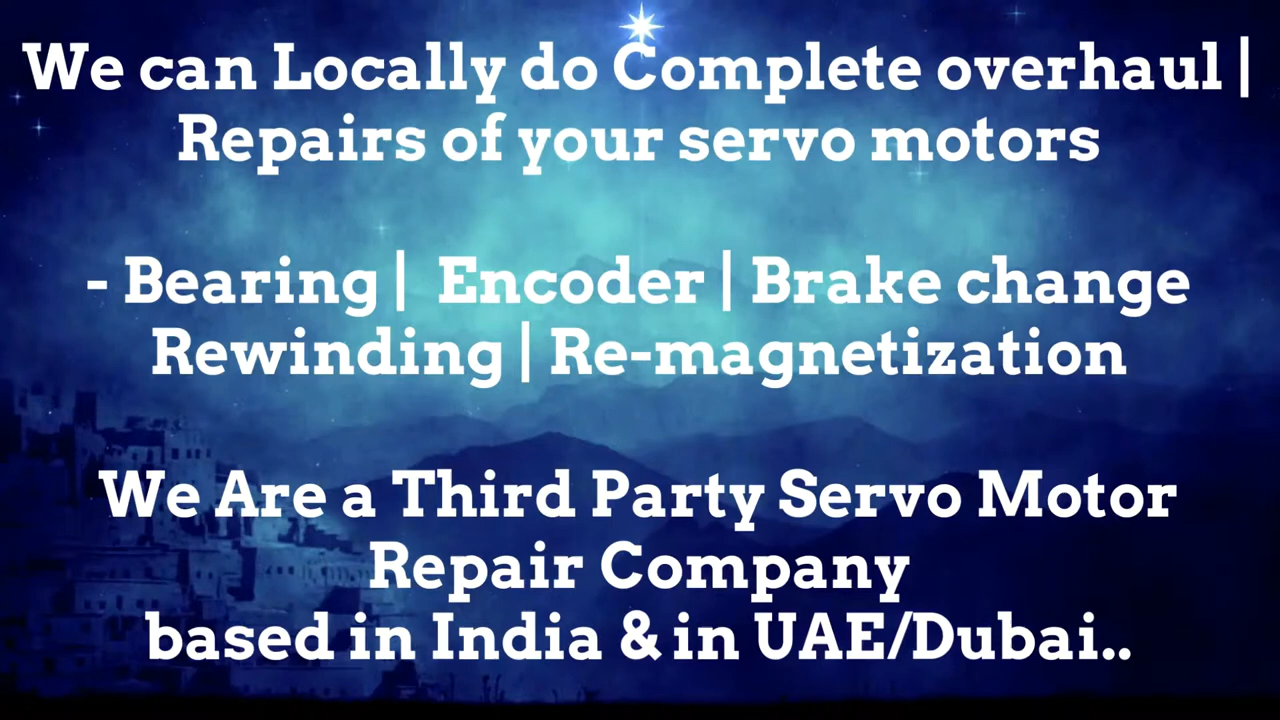 We can Locally do Complete overhaul |
Repairs of your servo motors
- Bearing | Encoder | Brake change
Rewinding | Re-magnetization
We Are a Third Party Servo Motor
Repair Company
based in India & in UAE/Dubai..